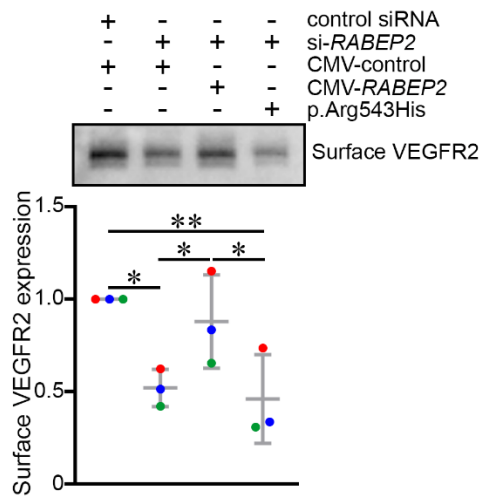 + - - - control siRNA
- + + + si-RABEP2
+ + - - CMV-control
- - + - CMV-RABEP2
- - - + p.Arg543His
Surface VEGFR2
Surface VEGFR2 expression
1.5
1.0
0.5
0
**
* *
*